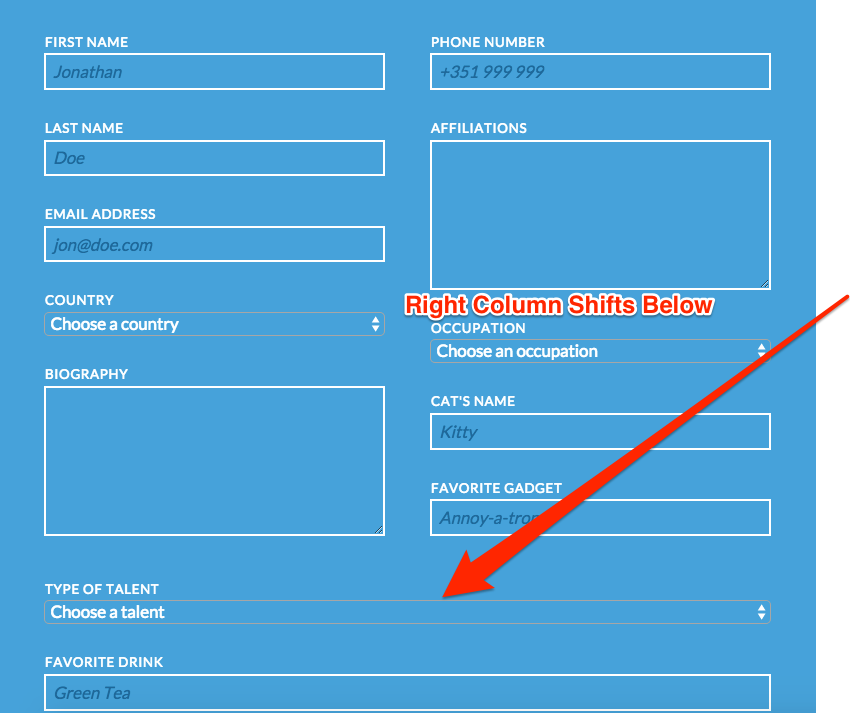 FIRST NAME
Jonathan
LAST NAME
Doe
EMAIL ADDRESS
jon@doe.com
COUNTRY
Choose a country
BIOGRAPHY
PHONE NUMBER
+351 999 999
AFFILIATIONS
Right Column Shifts Below
OCCUPATION
Choose an occupation
CAT'S NAME
Kitty
FAVORITE GADGET
Annoy-a-tron
TYPE OF TALENT
Choose a talent
FAVORITE DRINK
Green Tea